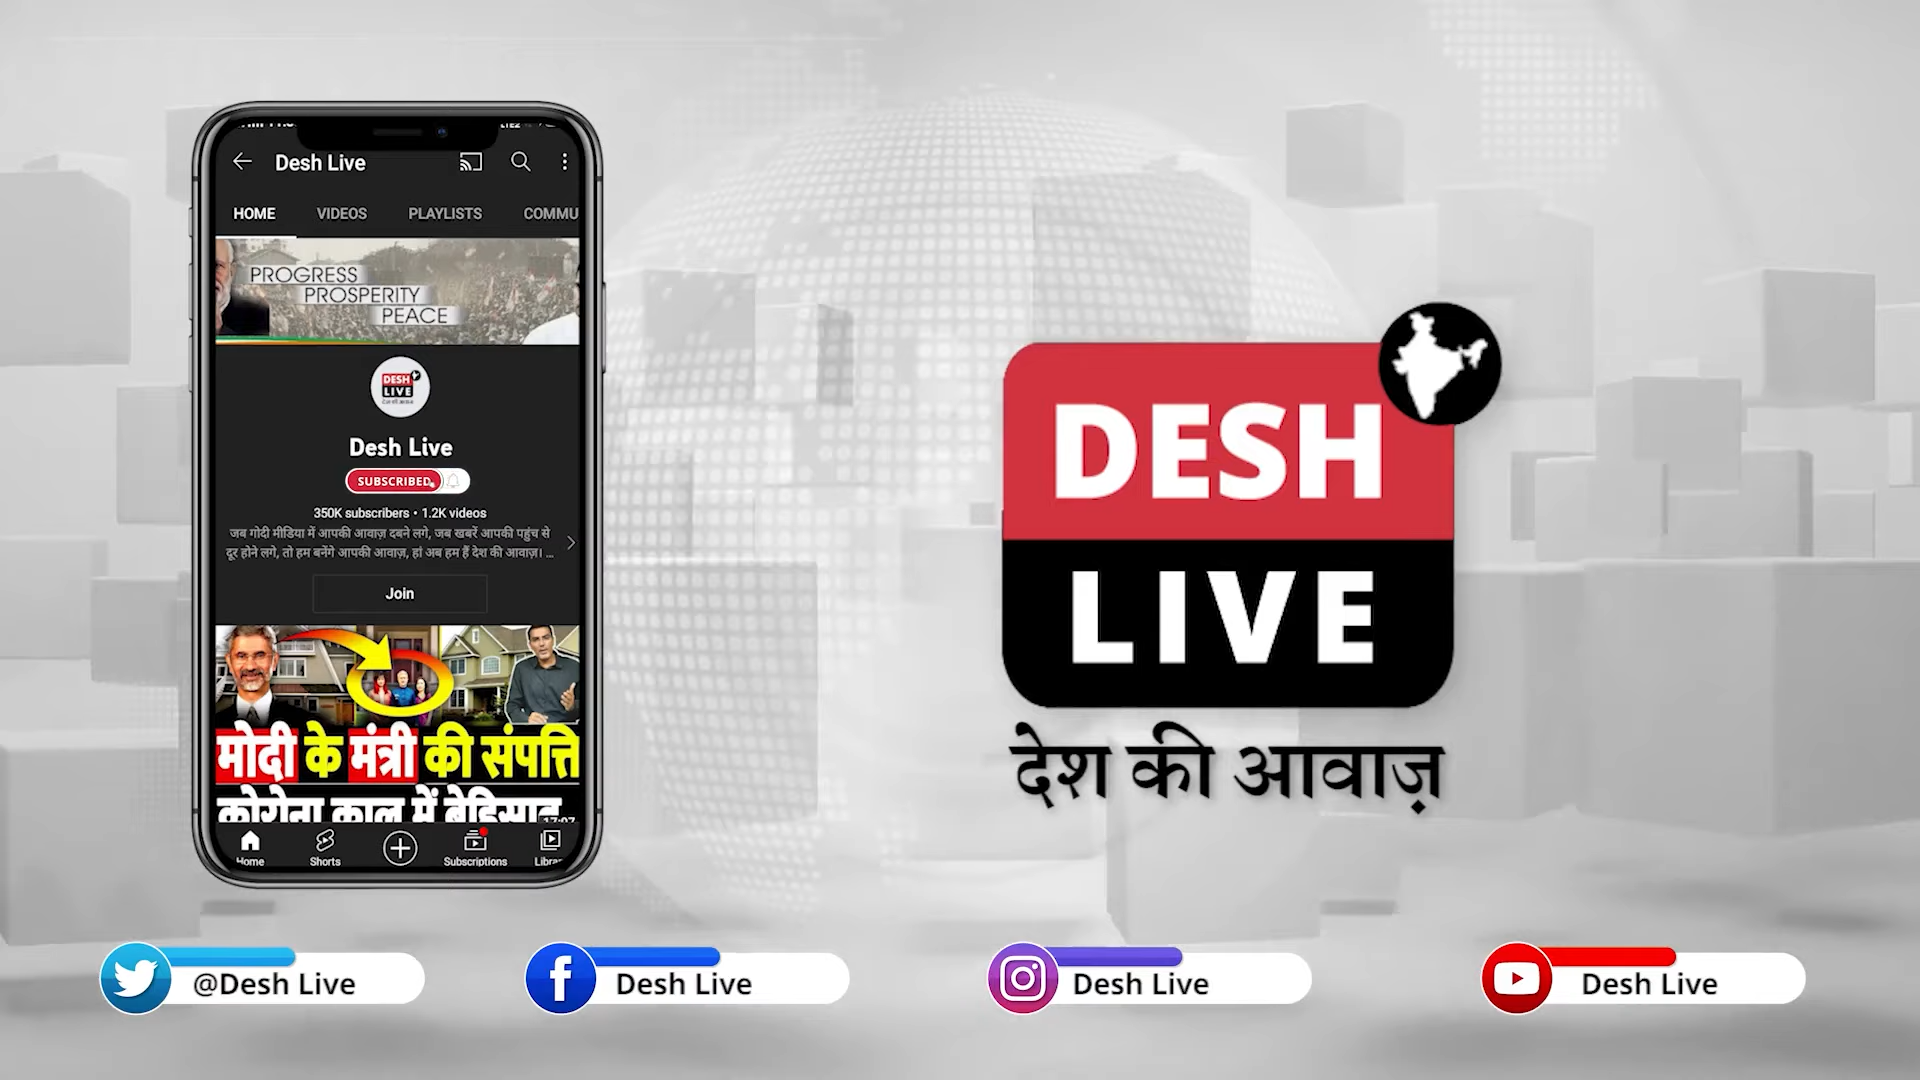 Desh Live
HOME VIDEOS PLAYLISTS COMMU
PROGRESS
PROSPERITY
PEACE
DESH
LIVE
Desh Live
SUBSCRIBED
350K subscribers • 1.2K videos
जब गोदी मीडिया में आपकी आवाज़ दबने लगे, जब खबरें आपकी पहुंच से
दूर होने लगे, तो हम बनेंगे आपकी आवाज़, हां अब हम हैं देश की आवाज़। ...
Join
मोदी के मंत्री की संपत्ति
कोरोना काल में बेहिसाब
Home Shorts Subscriptions
DESH
LIVE
देश की आवाज़
@Desh Live
Desh Live
Desh Live
Desh Live